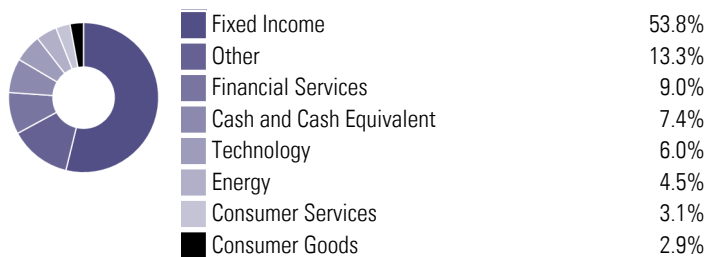 Fixed Income 53.8%
Other 13.3%
Financial Services 9.0%
Cash and Cash Equivalent 7.4%
Technology 6.0%
Energy 4.5%
Consumer Services 3.1%
Consumer Goods 2.9%